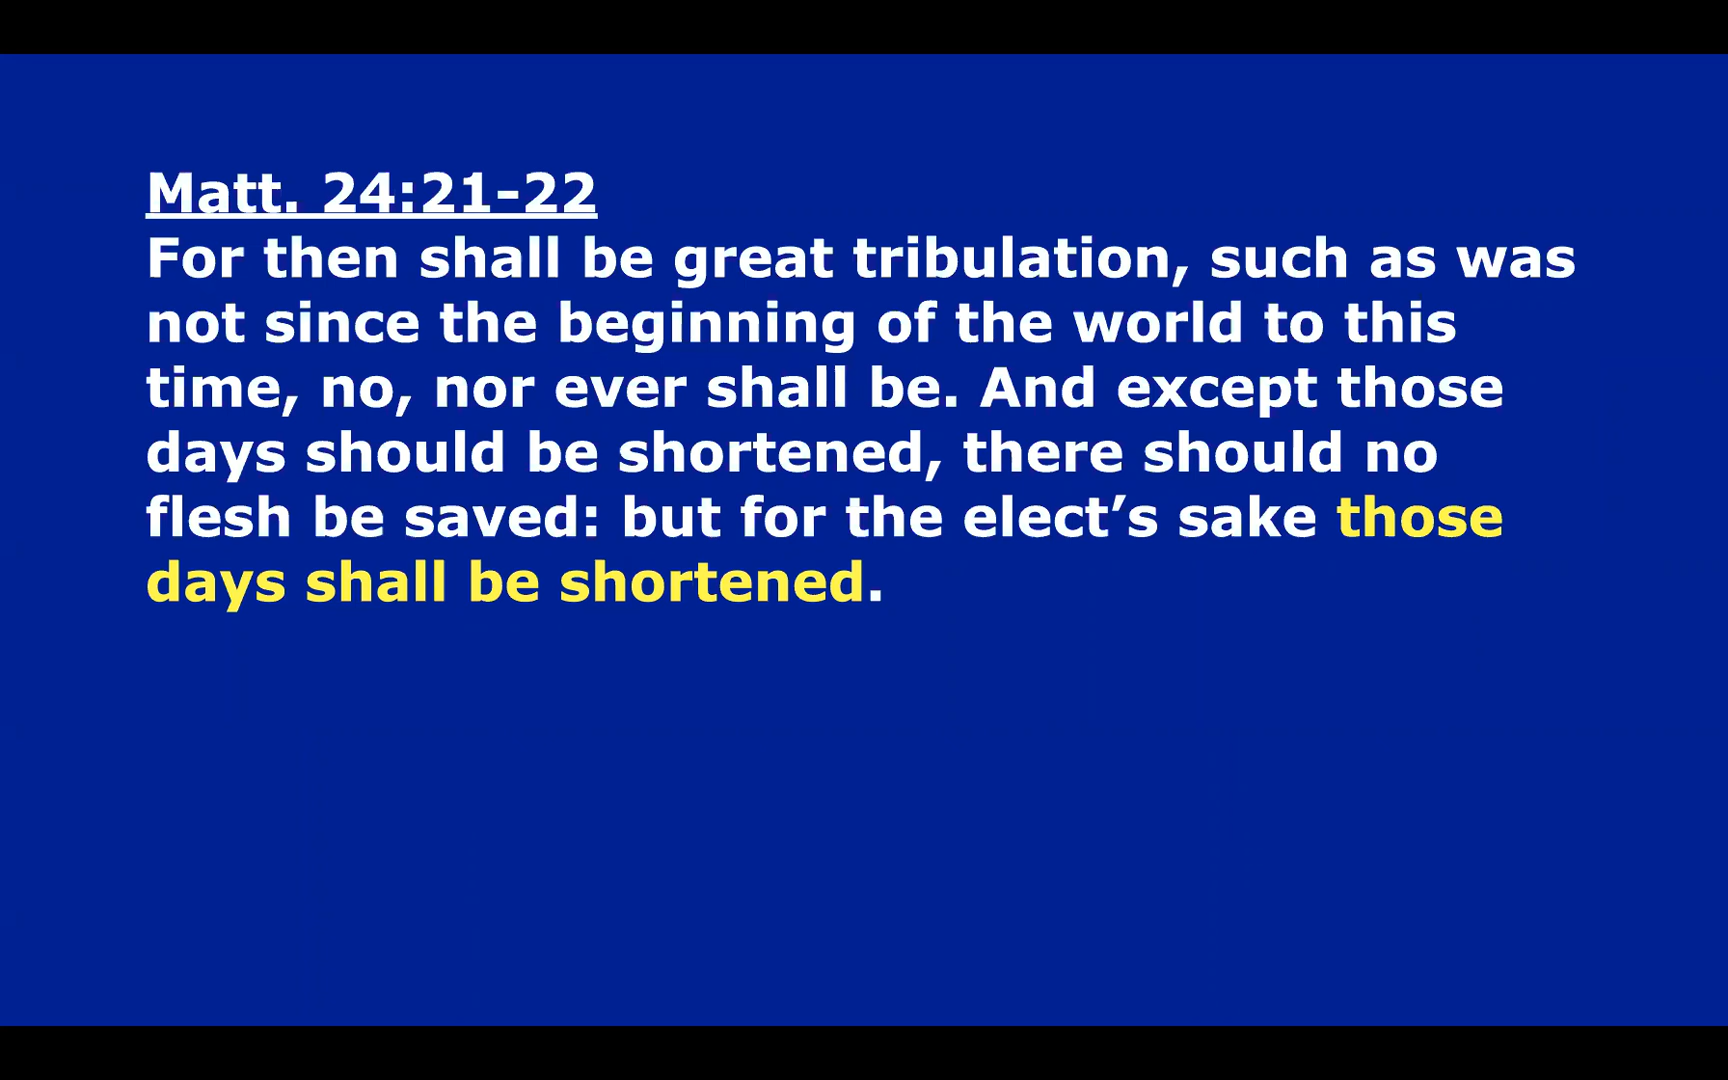 Matt. 24:21-22
For then shall be great tribulation, such as was
not since the beginning of the world to this
time, no, nor ever shall be. And except those
days should be shortened, there should no
flesh be saved: but for the elect’s sake those
days shall be shortened.